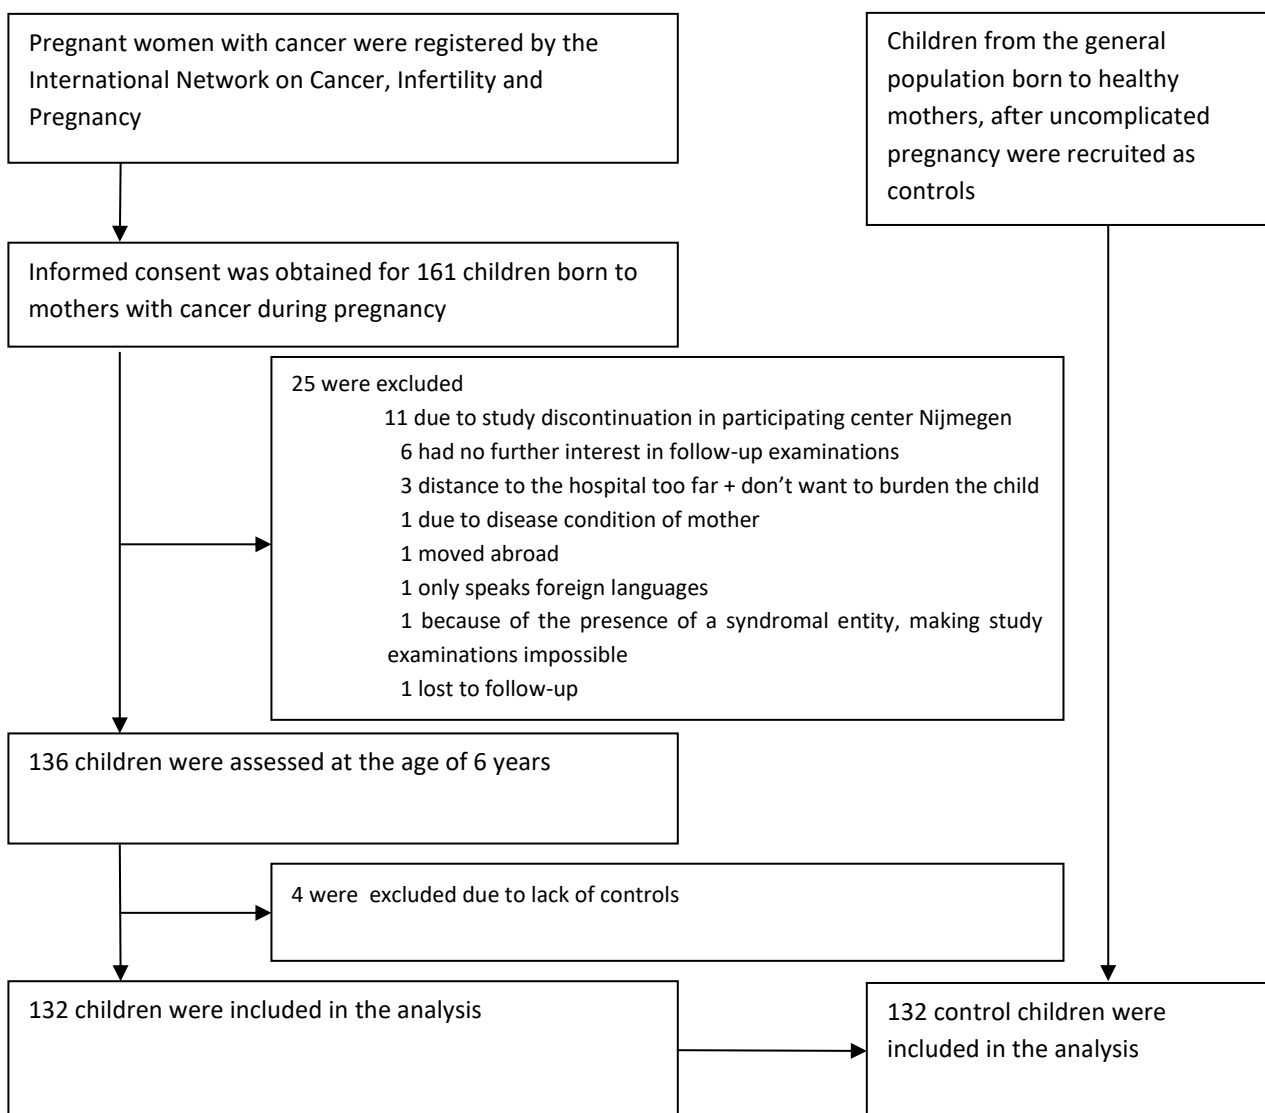 Pregnant women with cancer were registered by the
International Network on Cancer, Infertility and
Pregnancy
Children from the general
population born to healthy
mothers, after uncomplicated
pregnancy were recruited as
controls
Informed consent was obtained for 161 children born to
mothers with cancer during pregnancy
25 were excluded
11 due to study discontinuation in participating center Nijmegen
6 had no further interest in follow-up examinations
3 distance to the hospital too far + don’t want to burden the child
1 due to disease condition of mother
1 moved abroad
1 only speaks foreign languages
1 because of the presence of a syndromal entity, making study
examinations impossible
1 lost to follow-up
136 children were assessed at the age of 6 years
4 were excluded due to lack of controls
132 children were included in the analysis
132 control children were
included in the analysis